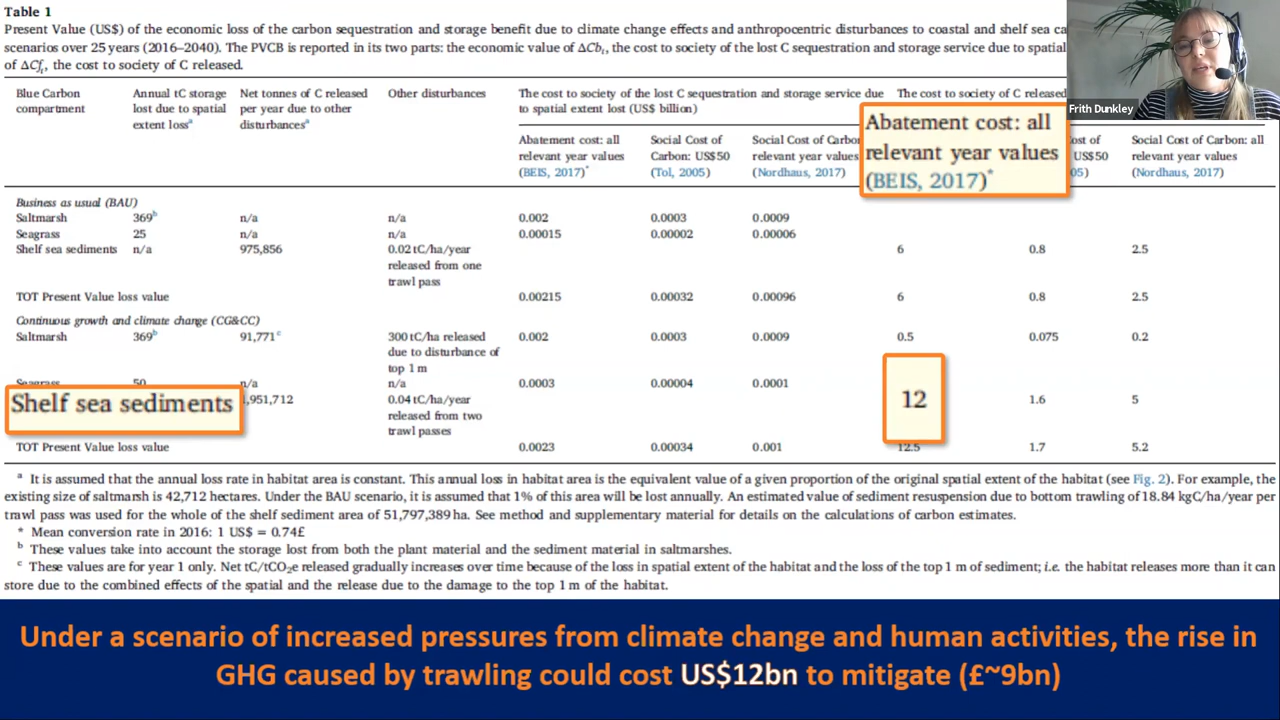 Table 1
Present Value (US$) of the economic loss of the carbon sequestration and storage benefit due to climate change effects and anthropocentric disturbances to coastal and shelf sea ca
scenarios over 25 years (2016–2040). The PVCB is reported in its two parts: the economic value of ΔCbₜ, the cost to society of the lost C sequestration and storage service due to spatial
of ΔCfₜ, the cost to society of C released.
Frith Dunkley
Blue Carbon compartment
Annual tC storage lost due to spatial extent lossᵃ
Net tonnes of C released per year due to other disturbancesᵃ
Other disturbances
The cost to society of the lost C sequestration and storage service due to spatial extent lost (US$ billion)
The cost to society of C released
Abatement cost: all relevant year values (BEIS, 2017)*
Social Cost of Carbon: US$50 (Tol, 2005)
Social Cost of Carbon relevant year values (Nordhaus, 2017)
Abatement cost: all
relevant year values
(BEIS, 2017)*
ost of
US$50
05)
Social Cost of Carbon: all relevant year values (Nordhaus, 2017)
Business as usual (BAU)
Saltmarsh 369ᵇ n/a n/a 0.002 0.0003 0.0009
Seagrass 25 n/a n/a 0.00015 0.00002 0.00006
Shelf sea sediments n/a 975,856 0.02 tC/ha/year 6 0.8 2.5
released from one
trawl pass
TOT Present Value loss value 0.00215 0.00032 0.00096 6 0.8 2.5
Continuous growth and climate change (CG&CC)
Saltmarsh 369ᵇ 91,771ᶜ 300 tC/ha released 0.002 0.0003 0.0009 0.5 0.075 0.2
due to disturbance of
top 1 m
Seagrass 50 n/a n/a 0.0003 0.00004 0.0001
Shelf sea sediments ,951,712 0.04 tC/ha/year 12 1.6 5
released from two
trawl passes
TOT Present Value loss value 0.0023 0.00034 0.001 12.5 1.7 5.2
ᵃ It is assumed that the annual loss rate in habitat area is constant. This annual loss in habitat area is the equivalent value of a given proportion of the original spatial extent of the habitat (see Fig. 2). For example, the
existing size of saltmarsh is 42,712 hectares. Under the BAU scenario, it is assumed that 1% of this area will be lost annually. An estimated value of sediment resuspension due to bottom trawling of 18.84 kgC/ha/year per
trawl pass was used for the whole of the shelf sediment area of 51,797,389 ha. See method and supplementary material for details on the calculations of carbon estimates.
* Mean conversion rate in 2016: 1 US$ = 0.74£
ᵇ These values take into account the storage lost from both the plant material and the sediment material in saltmarshes.
ᶜ These values are for year 1 only. Net tC/tCO₂e released gradually increases over time because of the loss in spatial extent of the habitat and the loss of the top 1 m of sediment; i.e. the habitat releases more than it can
store due to the combined effects of the spatial and the release due to the damage to the top 1 m of the habitat.
Under a scenario of increased pressures from climate change and human activities, the rise in
GHG caused by trawling could cost US$12bn to mitigate (£~9bn)